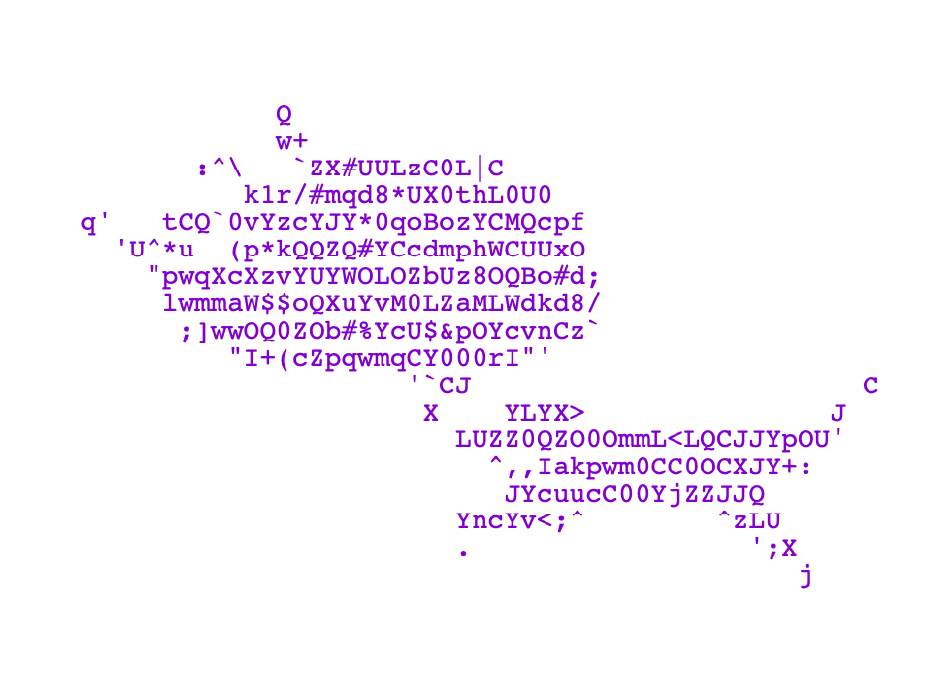 Q
w+
:^\   `ZX#UULzC0L|C
k1r/#mqd8*UX0thL0U0
q'   tCQ`0vYzcYJY*0qoBozYCMQcpf
'U^*u  (p*kQQZQ#YCcdmphWCUUxO
"pwqXcXzvYUYWOLOZbUz8OQBo#d;
lwmmaW$$oQXuYvM0LZaMLWdkd8/
;]wwOQ0ZOb#%YcU$&pOYcvnCz`
"I+(cZpqwmqCY000rI"'
'`CJ                        C
X    YLYX>               J
LUZZ0QZO0OmmL<LQCJJYpOU'
^,,Iakpwm0CC0OCXJY+:
JYcuucC00YjZZJJQ
YncYv<;^        ^zLU
.                 ';X
j